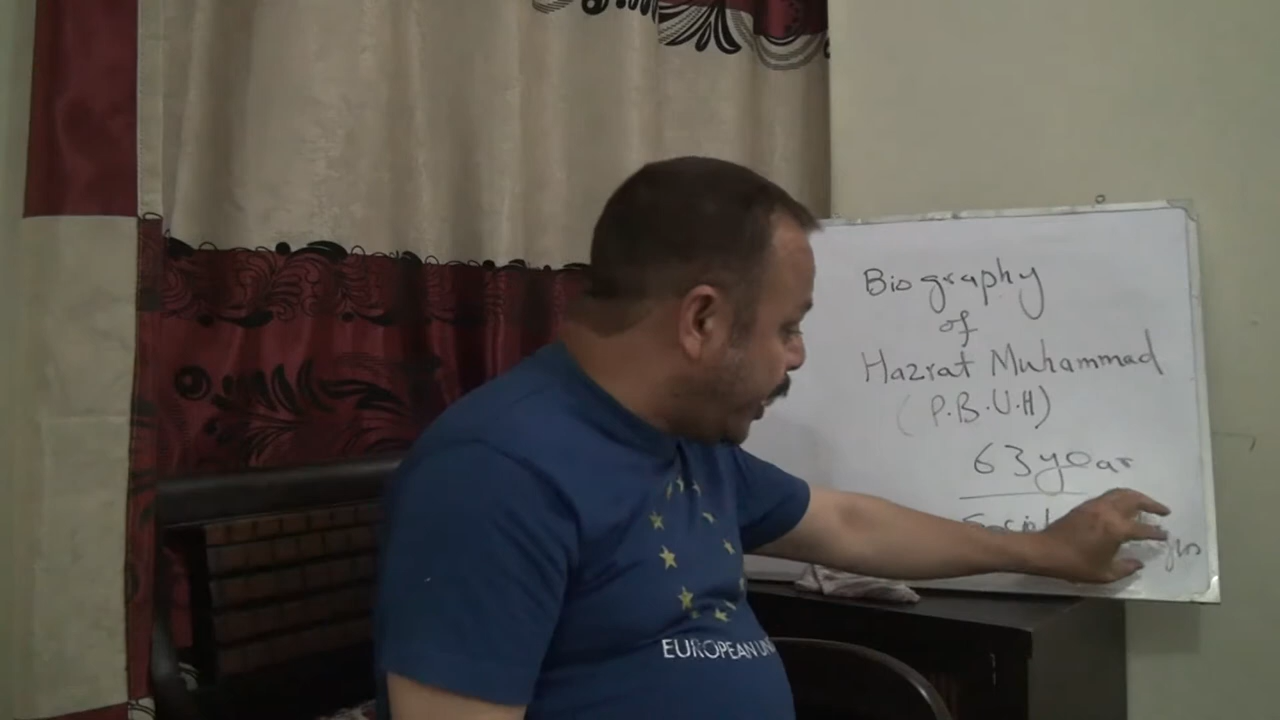 Biography
of
Hazrat Muhammad
(P.B.U.H)
63 year
EUROPEAN